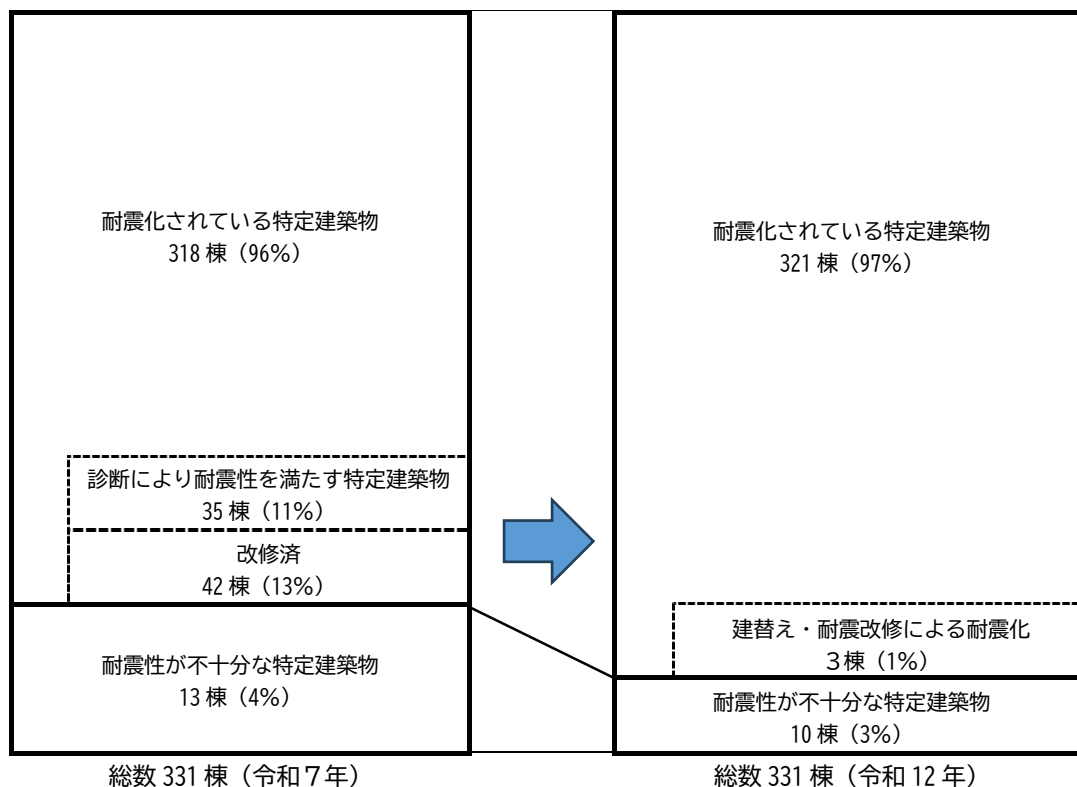 耐震化されている特定建築物
318 棟（96%）
診断により耐震性を満たす特定建築物
35 棟（11%）
改修済
42 棟（13%）
耐震性が不十分な特定建築物
13 棟（4%）
総数 331 棟（令和７年）
耐震化されている特定建築物
321 棟（97%）
建替え・耐震改修による耐震化
３棟（1%）
耐震性が不十分な特定建築物
10 棟（3%）
総数 331 棟（令和 12 年）